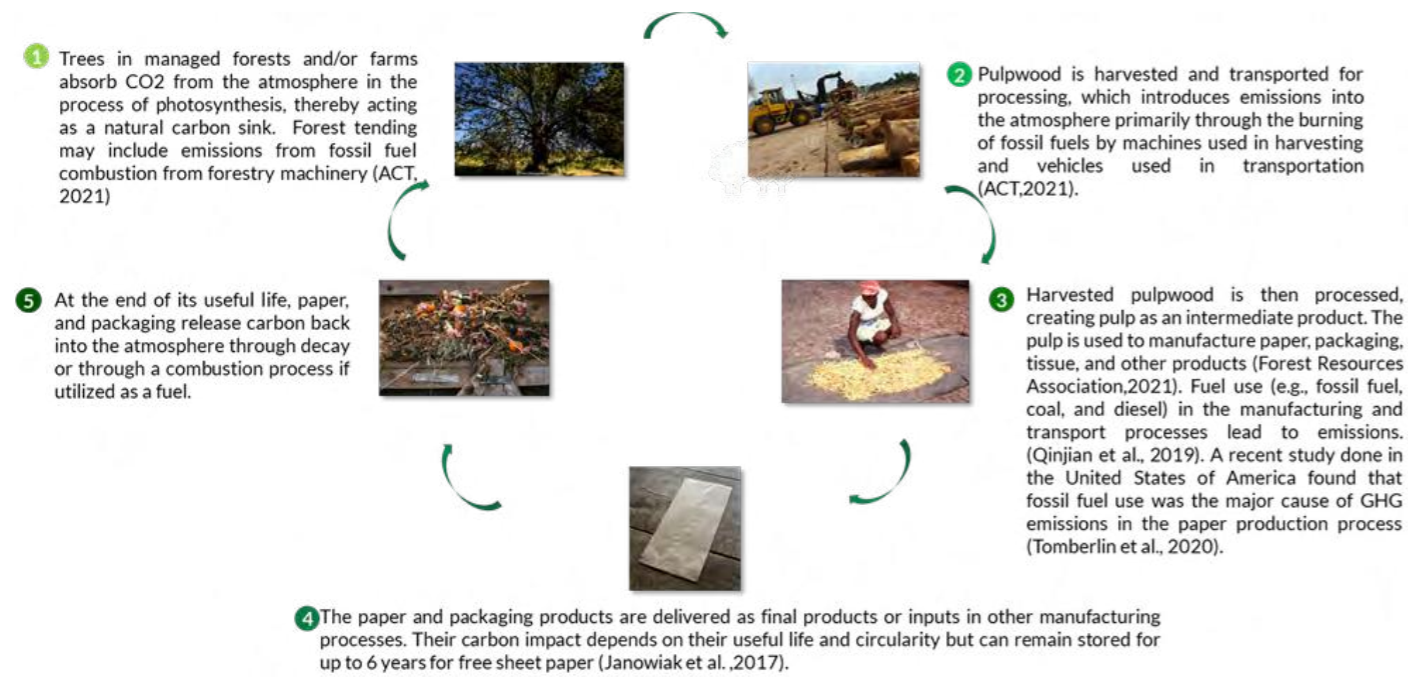 1 Trees in managed forests and/or farms
absorb CO2 from the atmosphere in the
process of photosynthesis, thereby acting
as a natural carbon sink. Forest tending
may include emissions from fossil fuel
combustion from forestry machinery (ACT,
2021)
2 Pulpwood is harvested and transported for
processing, which introduces emissions into
the atmosphere primarily through the burning
of fossil fuels by machines used in harvesting
and vehicles used in transportation
(ACT,2021).
3 Harvested pulpwood is then processed,
creating pulp as an intermediate product. The
pulp is used to manufacture paper, packaging,
tissue, and other products (Forest Resources
Association,2021). Fuel use (e.g., fossil fuel,
coal, and diesel) in the manufacturing and
transport processes lead to emissions.
(Qinjian et al., 2019). A recent study done in
the United States of America found that
fossil fuel use was the major cause of GHG
emissions in the paper production process
(Tomberlin et al., 2020).
4 The paper and packaging products are delivered as final products or inputs in other manufacturing
processes. Their carbon impact depends on their useful life and circularity but can remain stored for
up to 6 years for free sheet paper (Janowiak et al. ,2017).
5 At the end of its useful life, paper,
and packaging release carbon back
into the atmosphere through decay
or through a combustion process if
utilized as a fuel.